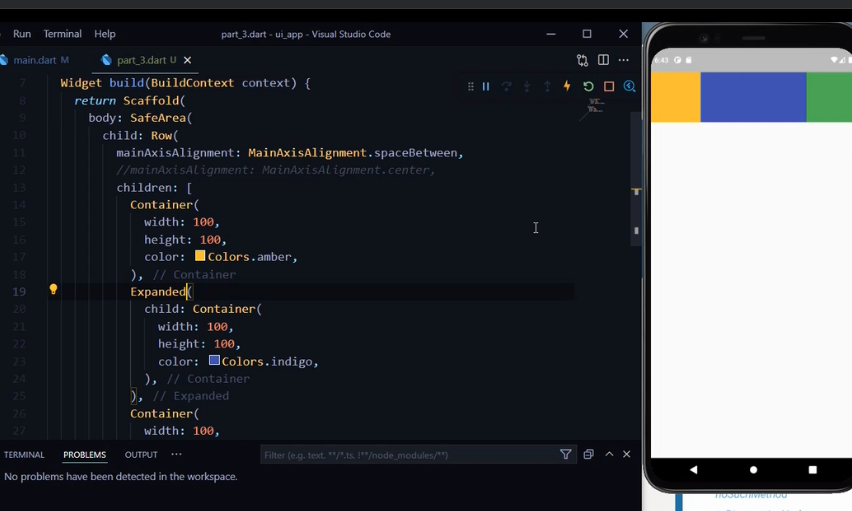 Run Terminal Help part_3.dart - ui_app - Visual Studio Code
main.dart M part_3.dart U
7 Widget build(BuildContext context) {
8 return Scaffold(
9 body: SafeArea(
10 child: Row(
11 mainAxisAlignment: MainAxisAlignment.spaceBetween,
12 //mainAxisAlignment: MainAxisAlignment.center,
13 children: [
14 Container(
15 width: 100,
16 height: 100,
17 color: Colors.amber,
18 ), // Container
19 Expanded(
20 child: Container(
21 width: 100,
22 height: 100,
23 color: Colors.indigo,
24 ), // Container
25 ), // Expanded
26 Container(
27 width: 100,
TERMINAL PROBLEMS OUTPUT ··· Filter (e.g. text, **/*.ts, !**/node_modules/**)
No problems have been detected in the workspace.
6:43
noSuchMethod